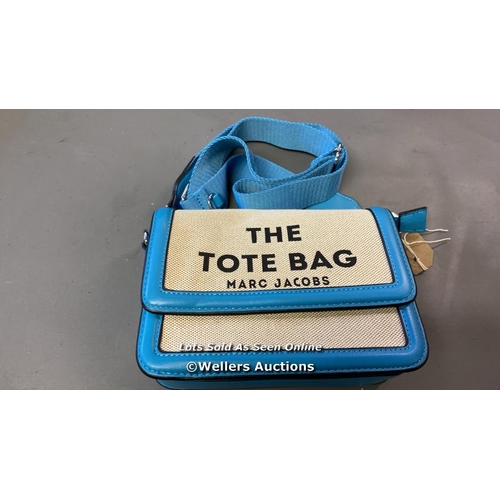 THE
TOTE BAG
MARC JACOBS
Lots Sold As Seen Online
©Wellers Auctions